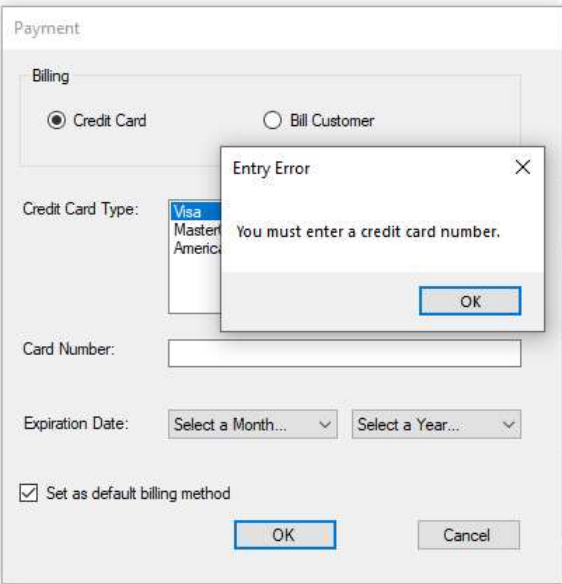 Payment
Billing
Credit Card
Bill Customer
Entry Error
You must enter a credit card number.
OK
Credit Card Type:
Visa
Card Number:
Expiration Date:
Select a Month...
Select a Year...
Set as default billing method
OK
Cancel